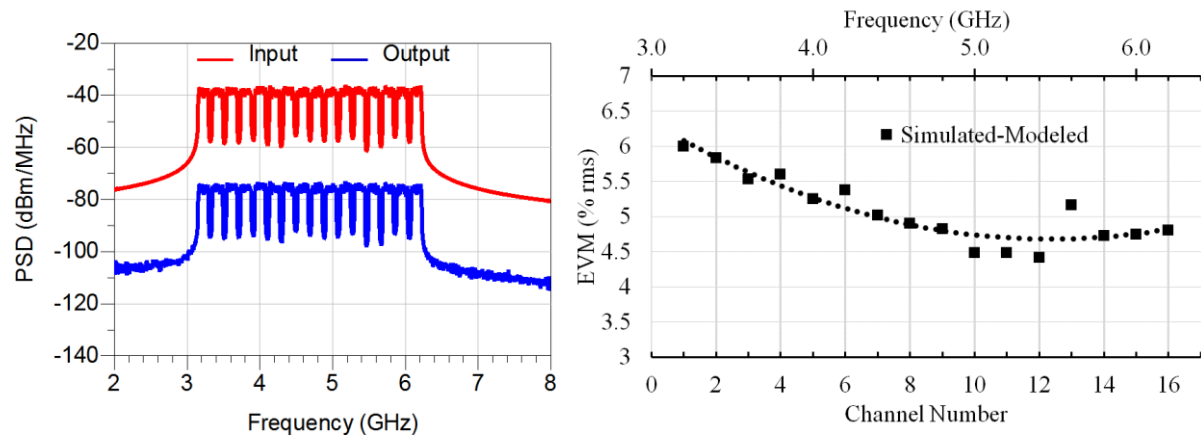 -20
-40
-60
-80
-100
-120
-140
PSD (dBm/MHz)
Input Output
2 3 4 5 6 7 8
Frequency (GHz)
Frequency (GHz)
3.0 4.0 5.0 6.0
7
6.5
6
5.5
5
4.5
4
3.5
3
EVM (% rms)
Simulated-Modeled
0 2 4 6 8 10 12 14 16
Channel Number